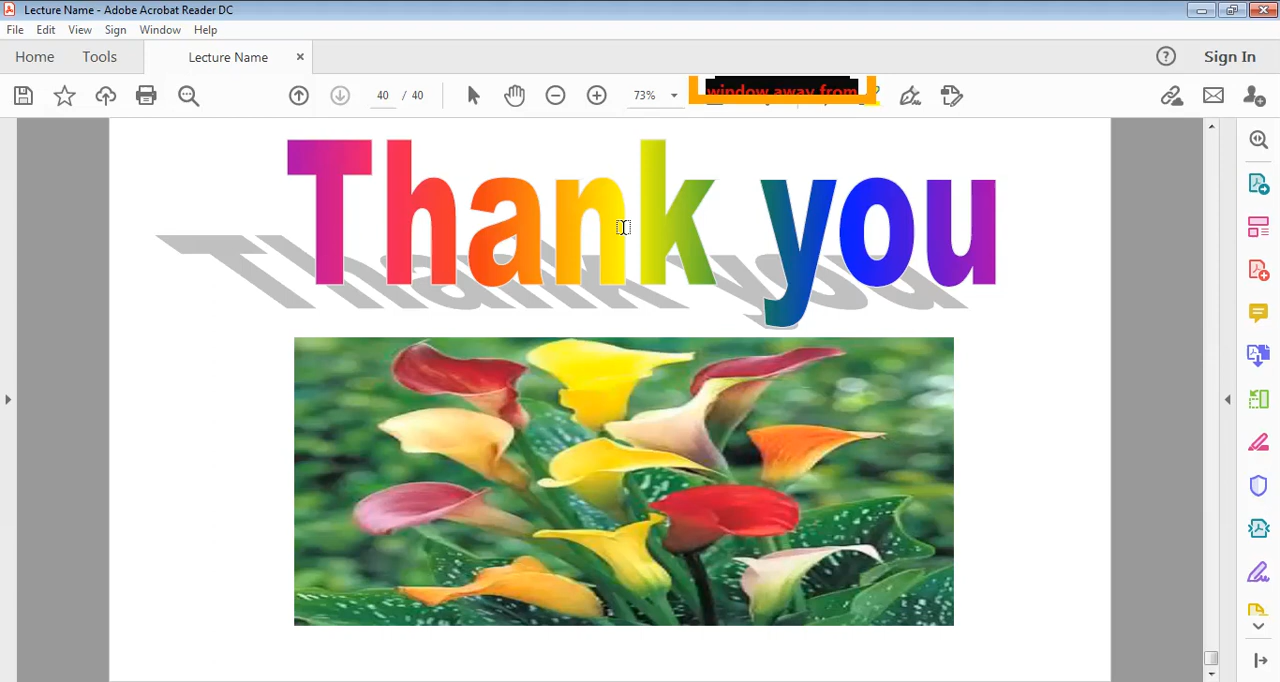 Lecture Name - Adobe Acrobat Reader DC
File Edit View Sign Window Help
Home Tools Lecture Name × ? Sign In
40 / 40 73% window away from
Thank you